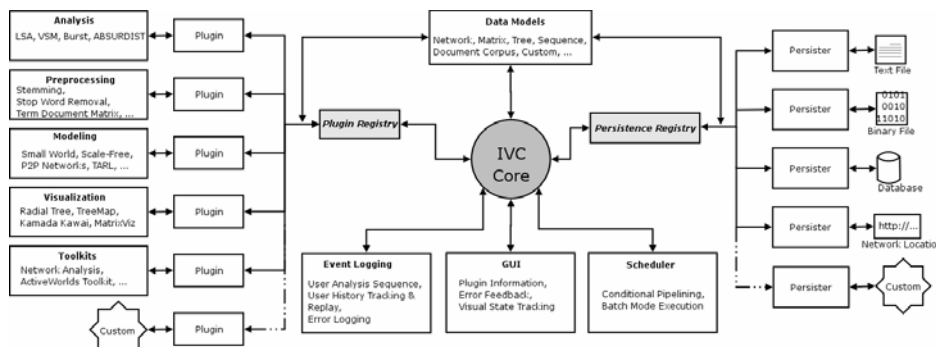 Analysis
LSA, VSM, Burst, ABSURDIST
Plugin
Preprocessing
Stemming,
Stop Word Removal,
Term Document Matrix, ...
Plugin
Modeling
Small World, Scale-Free,
P2P Networks, TARL, ...
Plugin
Visualization
Radial Tree, TreeMap,
Kamada Kawai, MatrixViz
Plugin
Toolkits
Network Analysis,
ActiveWorlds Toolkit, ...
Plugin
Custom
Plugin
Plugin Registry
Data Models
Network, Matrix, Tree, Sequence,
Document Corpus, Custom, ...
IVC
Core
Persistence Registry
Event Logging
User Analysis Sequence,
User History Tracking &
Replay,
Error Logging
GUI
Plugin Information,
Error Feedback,
Visual State Tracking
Scheduler
Conditional Pipelining,
Batch Mode Execution
Persister
Text File
Persister
0101
0010
11010
Binary File
Persister
Database
Persister
http://...
Network Locatio
Persister
Custom